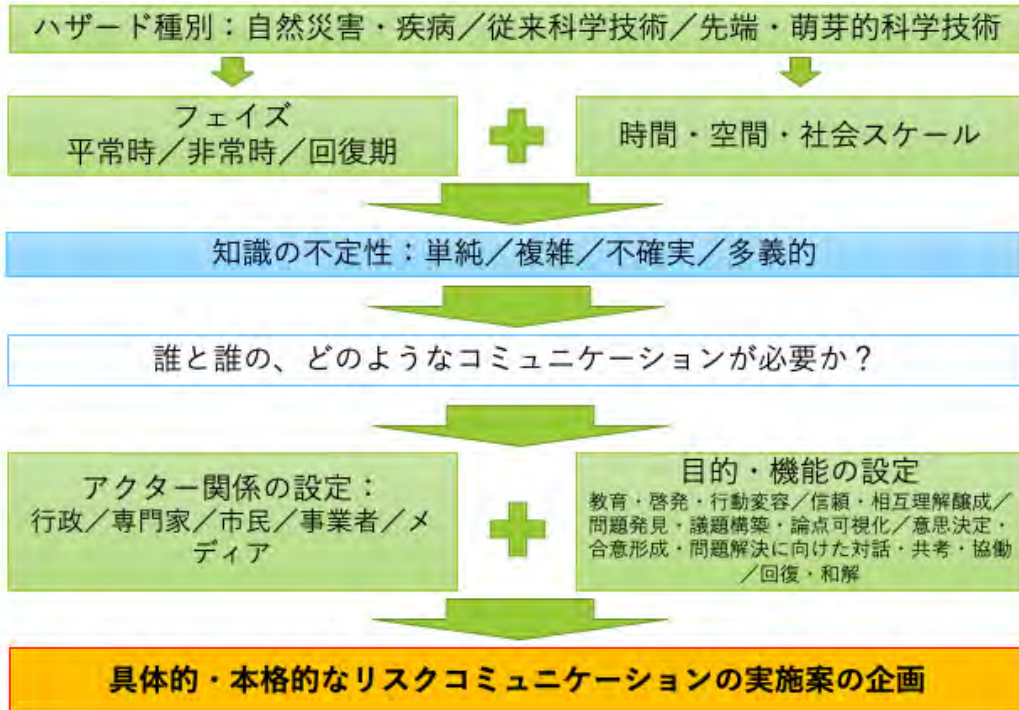 ハザード種別：自然災害・疾病／従来科学技術／先端・萌芽的科学技術
フェイズ
平常時／非常時／回復期
時間・空間・社会スケール
知識の不定性：単純／複雑／不確実／多義的
誰と誰の、どのようなコミュニケーションが必要か？
アクター関係の設定：
行政／専門家／市民／事業者／メ
ディア
目的・機能の設定
教育・啓発・行動変容／信頼・相互理解醸成／
問題発見・議題構築・論点可視化／意思決定・
合意形成・問題解決に向けた対話・共考・協働
／回復・和解
具体的・本格的なリスクコミュニケーションの実施案の企画